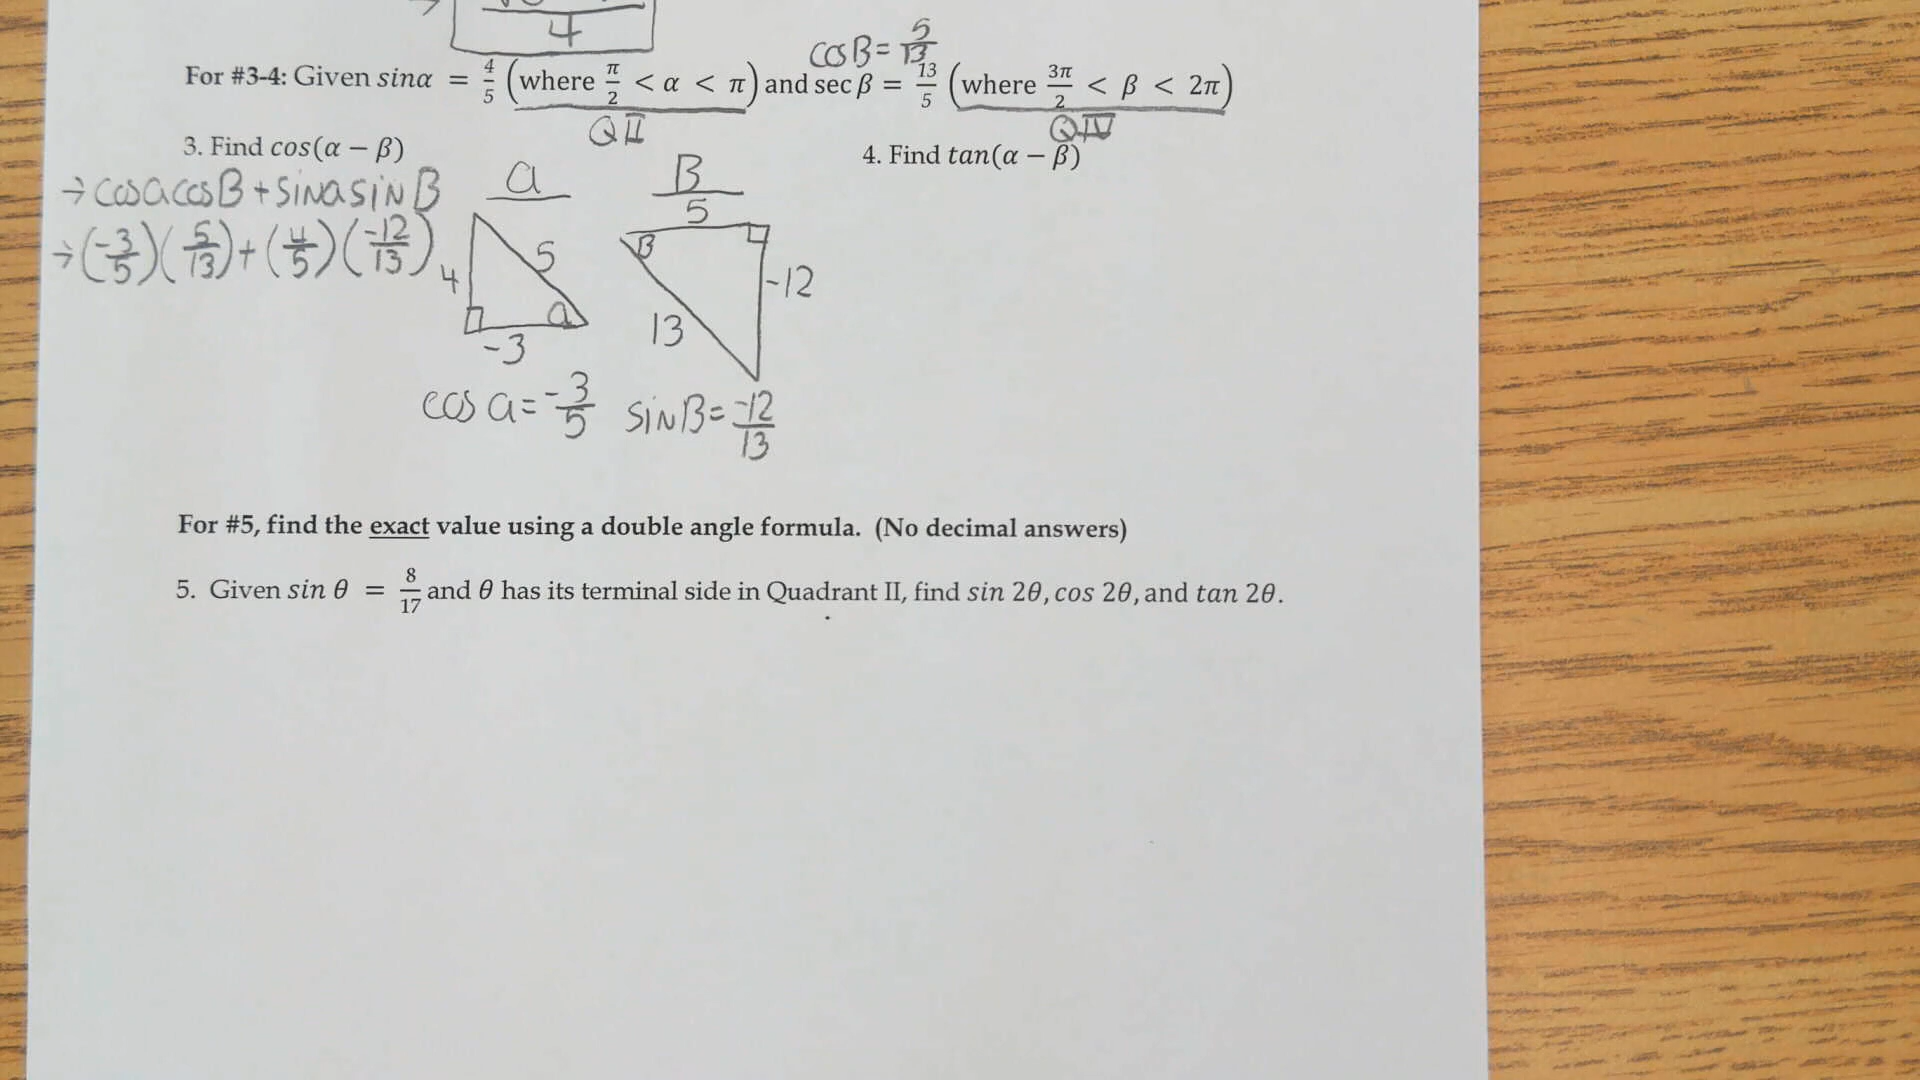 4
cosB = 5/13
For #3-4: Given sinα = 4/5 (where π/2 < α < π) and sec β = 13/5 (where 3π/2 < β < 2π)
QII QIV
3. Find cos(α − β) 4. Find tan(α − β)
→ cosacosB + sinasinB
→ (-3/5)(5/13) + (4/5)(-12/13)
a
4 5 a
-3
cos a = -3/5
B
5
B -12
13
sinB = -12/13
For #5, find the exact value using a double angle formula. (No decimal answers)
5. Given sin θ = 8/17 and θ has its terminal side in Quadrant II, find sin 2θ, cos 2θ, and tan 2θ.